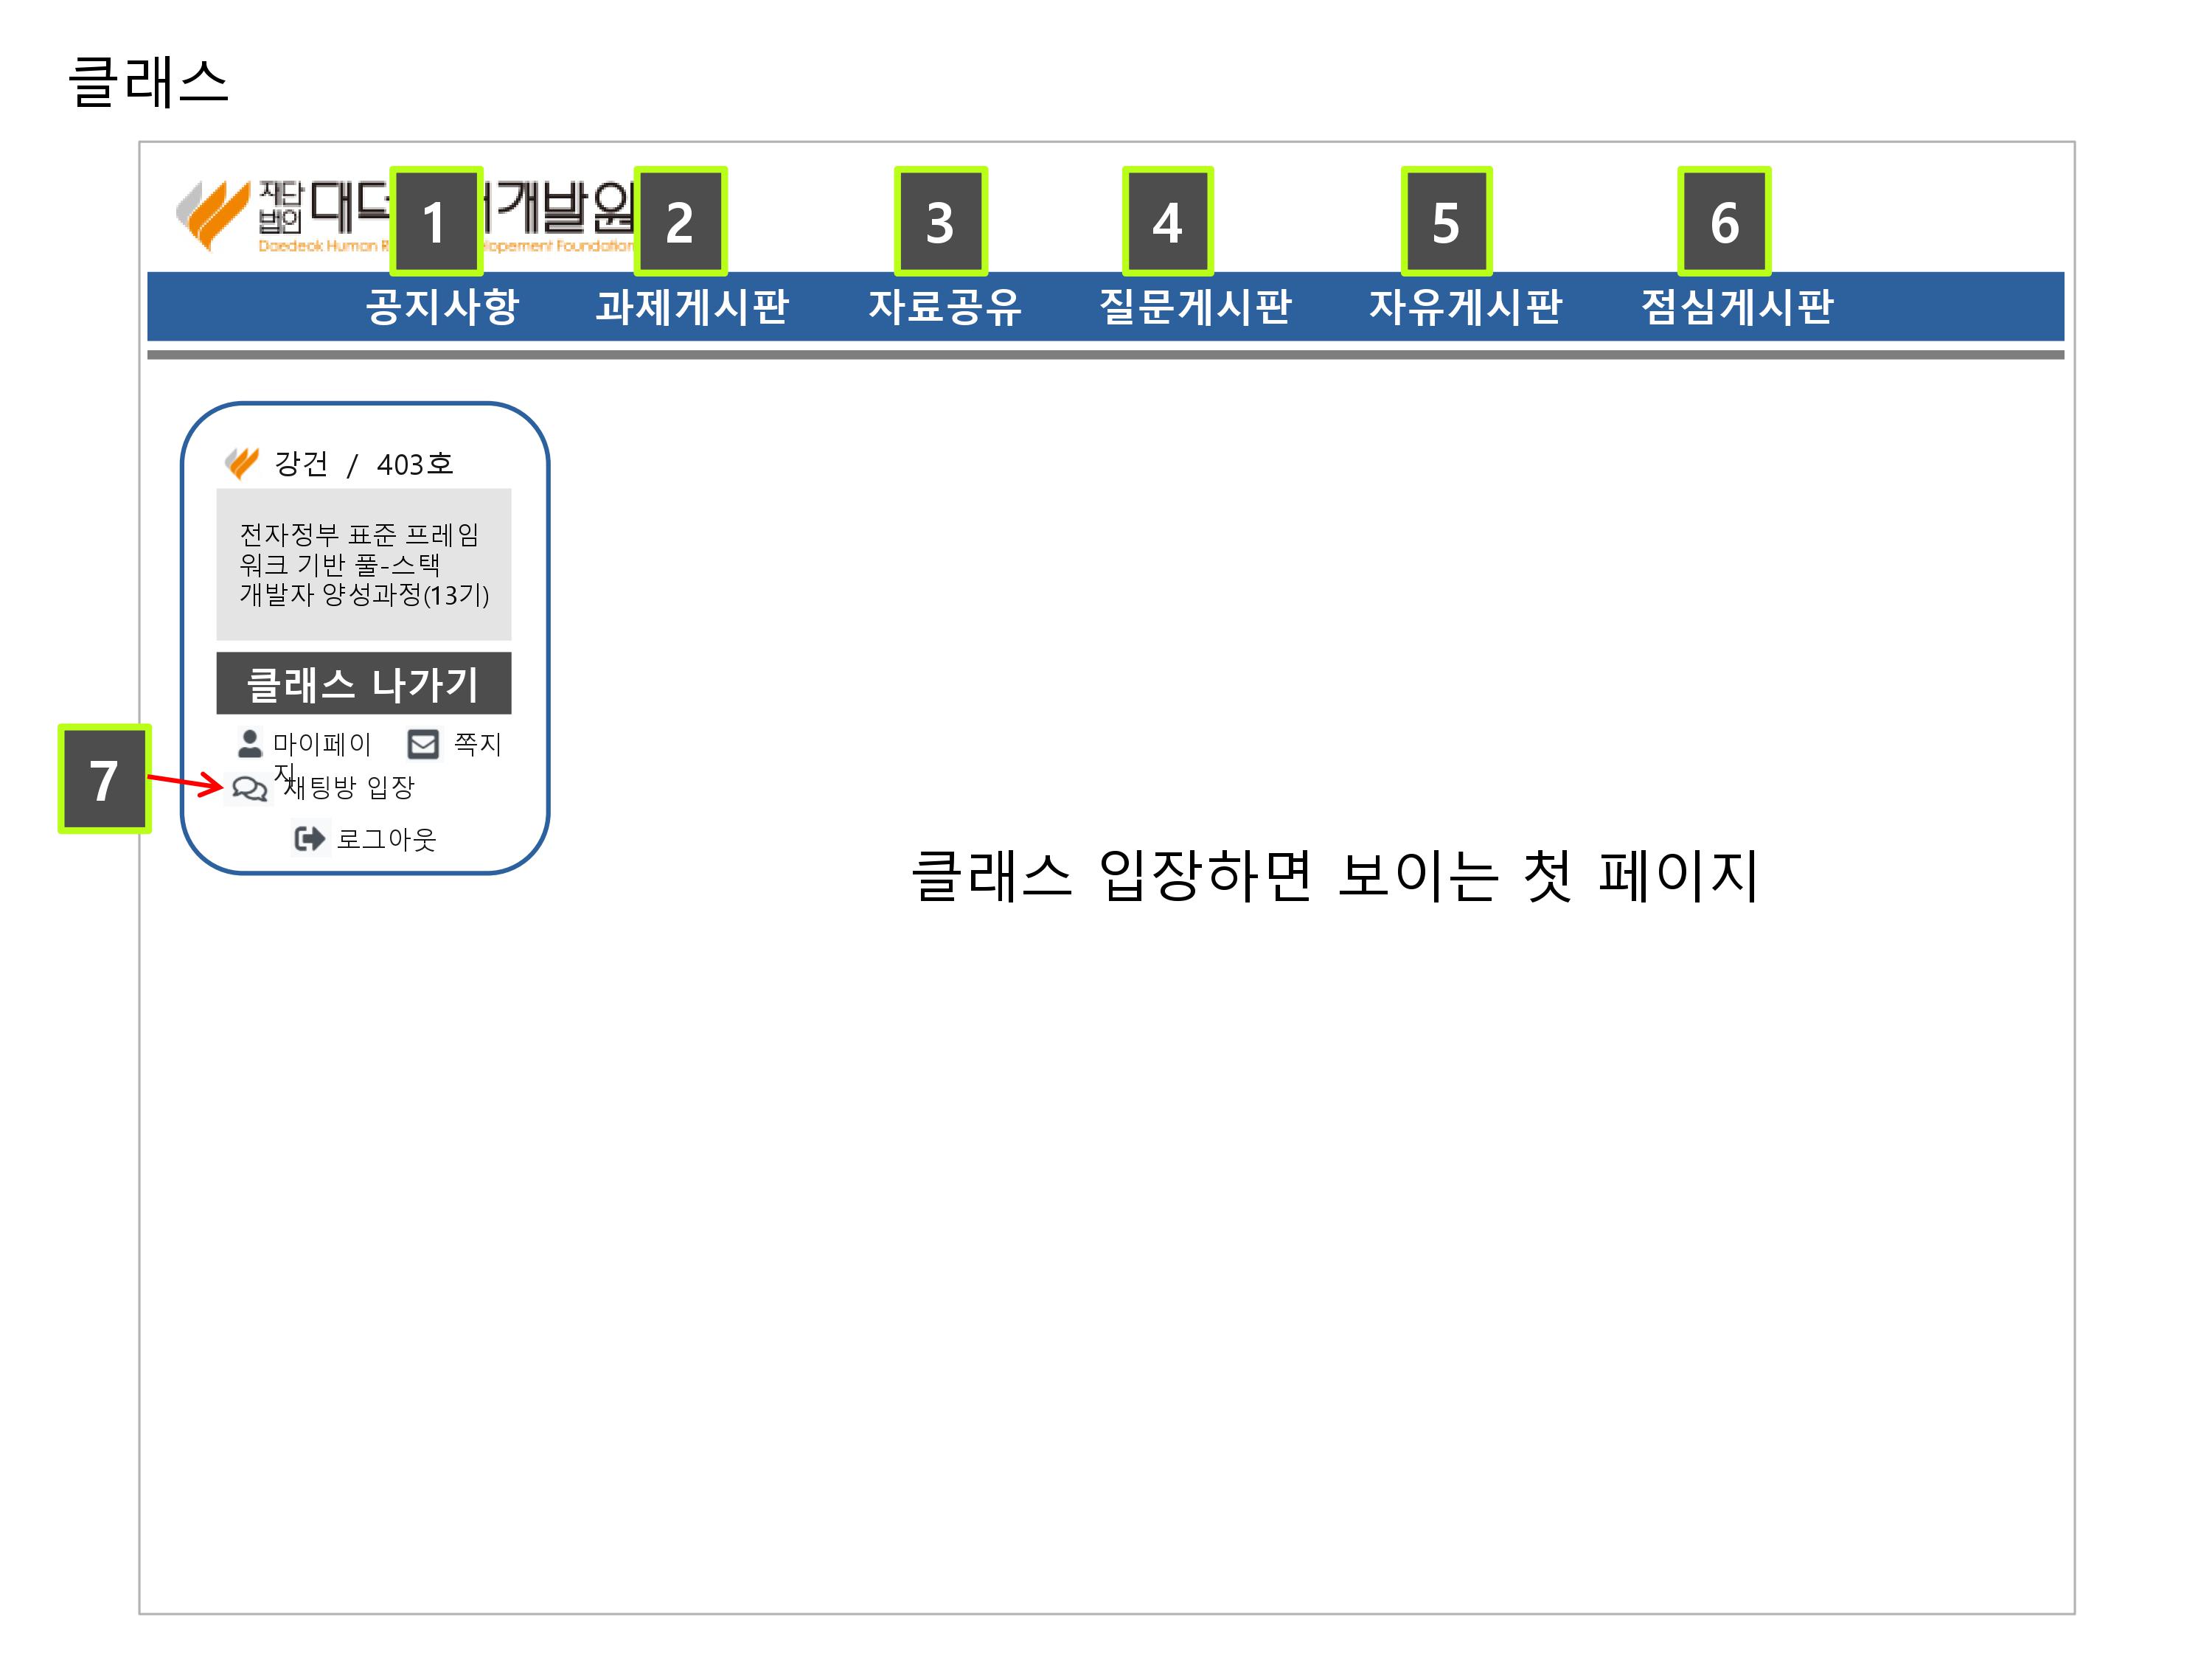 클래스
재단
법인
1
개발원
2
3
4
5
6
Daedeok Human
opement Foundation
공지사항 과제게시판 자료공유 질문게시판 자유게시판 점심게시판
강건 / 403호
전자정부 표준 프레임
워크 기반 풀-스택
개발자 양성과정(13기)
클래스 나가기
마이페이
지
쪽지
7
채팅방 입장
로그아웃
클래스 입장하면 보이는 첫 페이지